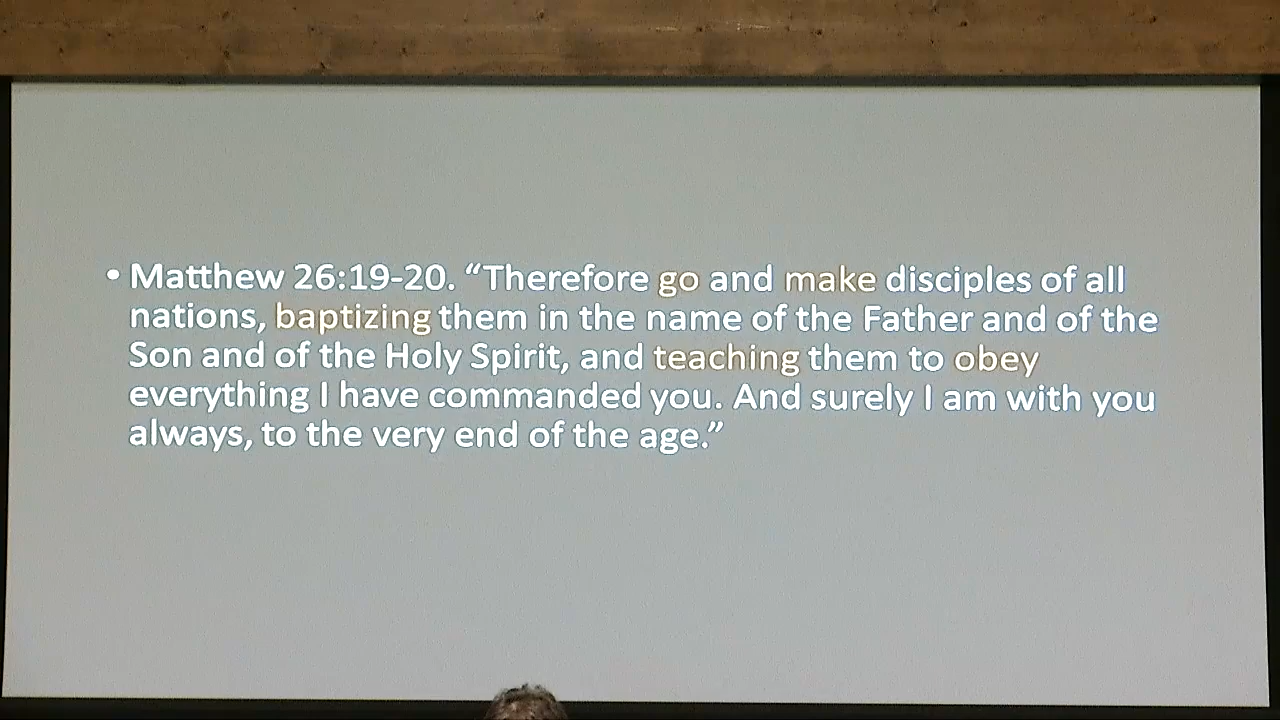 • Matthew 26:19-20. “Therefore go and make disciples of all
nations, baptizing them in the name of the Father and of the
Son and of the Holy Spirit, and teaching them to obey
everything I have commanded you. And surely I am with you
always, to the very end of the age.”